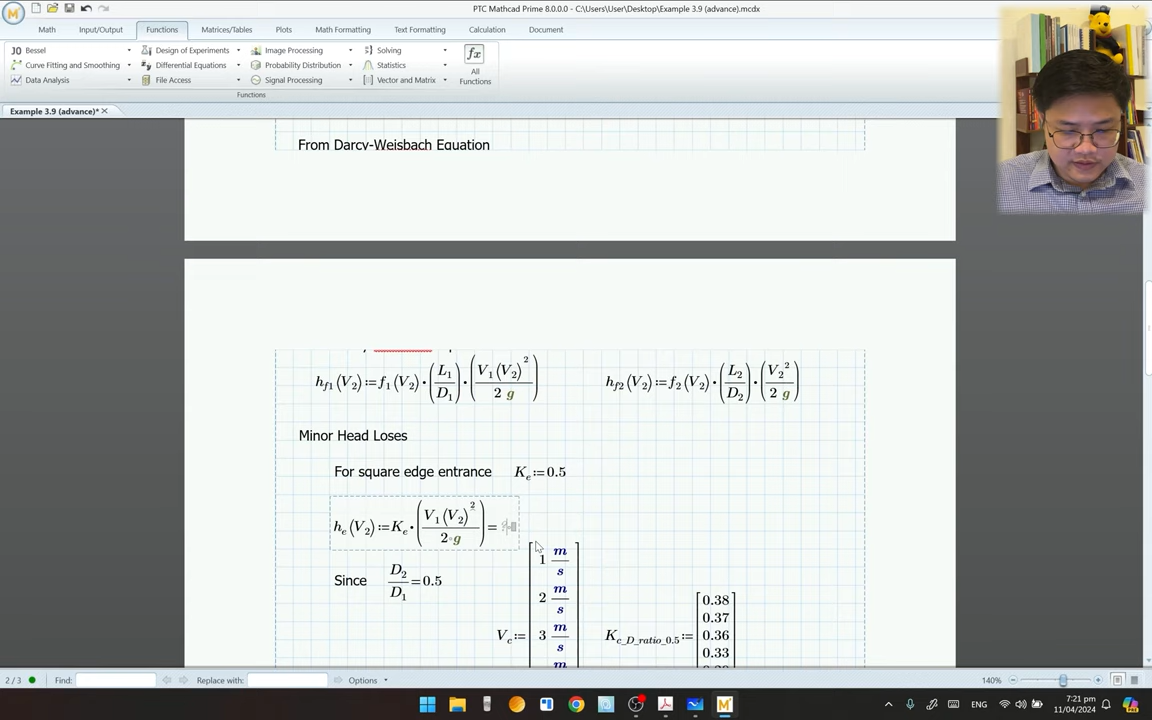 PTC Mathcad Prime 8.0.0.0 - C:\Users\User\Desktop\Example 3.9 (advance).mcdx
Math Input/Output Functions Matrices/Tables Plots Math Formatting Text Formatting Calculation Document
Bessel Design of Experiments Image Processing Solving
Curve Fitting and Smoothing Differential Equations Probability Distribution Statistics
Data Analysis File Access Signal Processing Vector and Matrix
All
Functions
Functions
Example 3.9 (advance)*
From Darcy-Weisbach Equation
h_f1(V_2):=f_1(V_2)·(L_1/D_1)·(V_1(V_2)^2/2 g) h_f2(V_2):=f_2(V_2)·(L_2/D_2)·(V_2^2/2 g)
Minor Head Loses
For square edge entrance K_e:=0.5
h_e(V_2):=K_e·(V_1(V_2)^2/2·g)=
Since D_2/D_1=0.5
V_c:=
1 m/s
2 m/s
3 m/s
m
K_c_D_ratio_0.5:=
0.38
0.37
0.36
0.33
2 / 3 Find: Replace with: Options 140%
ENG 7:21 pm
11/04/2024